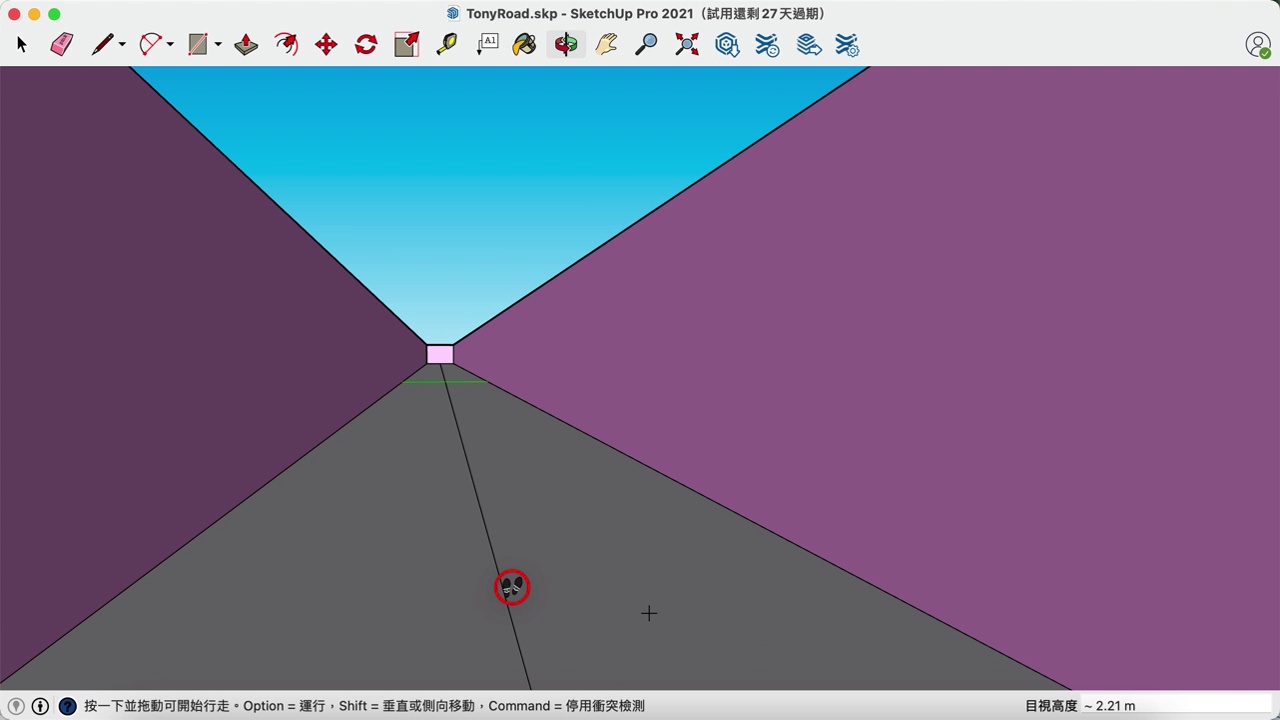 TonyRoad.skp - SketchUp Pro 2021（試用還剩 27 天過期）
A1
按一下並拖動可開始行走。Option = 運行，Shift = 垂直或側向移動，Command = 停用衝突檢測
目視高度 ~ 2.21 m